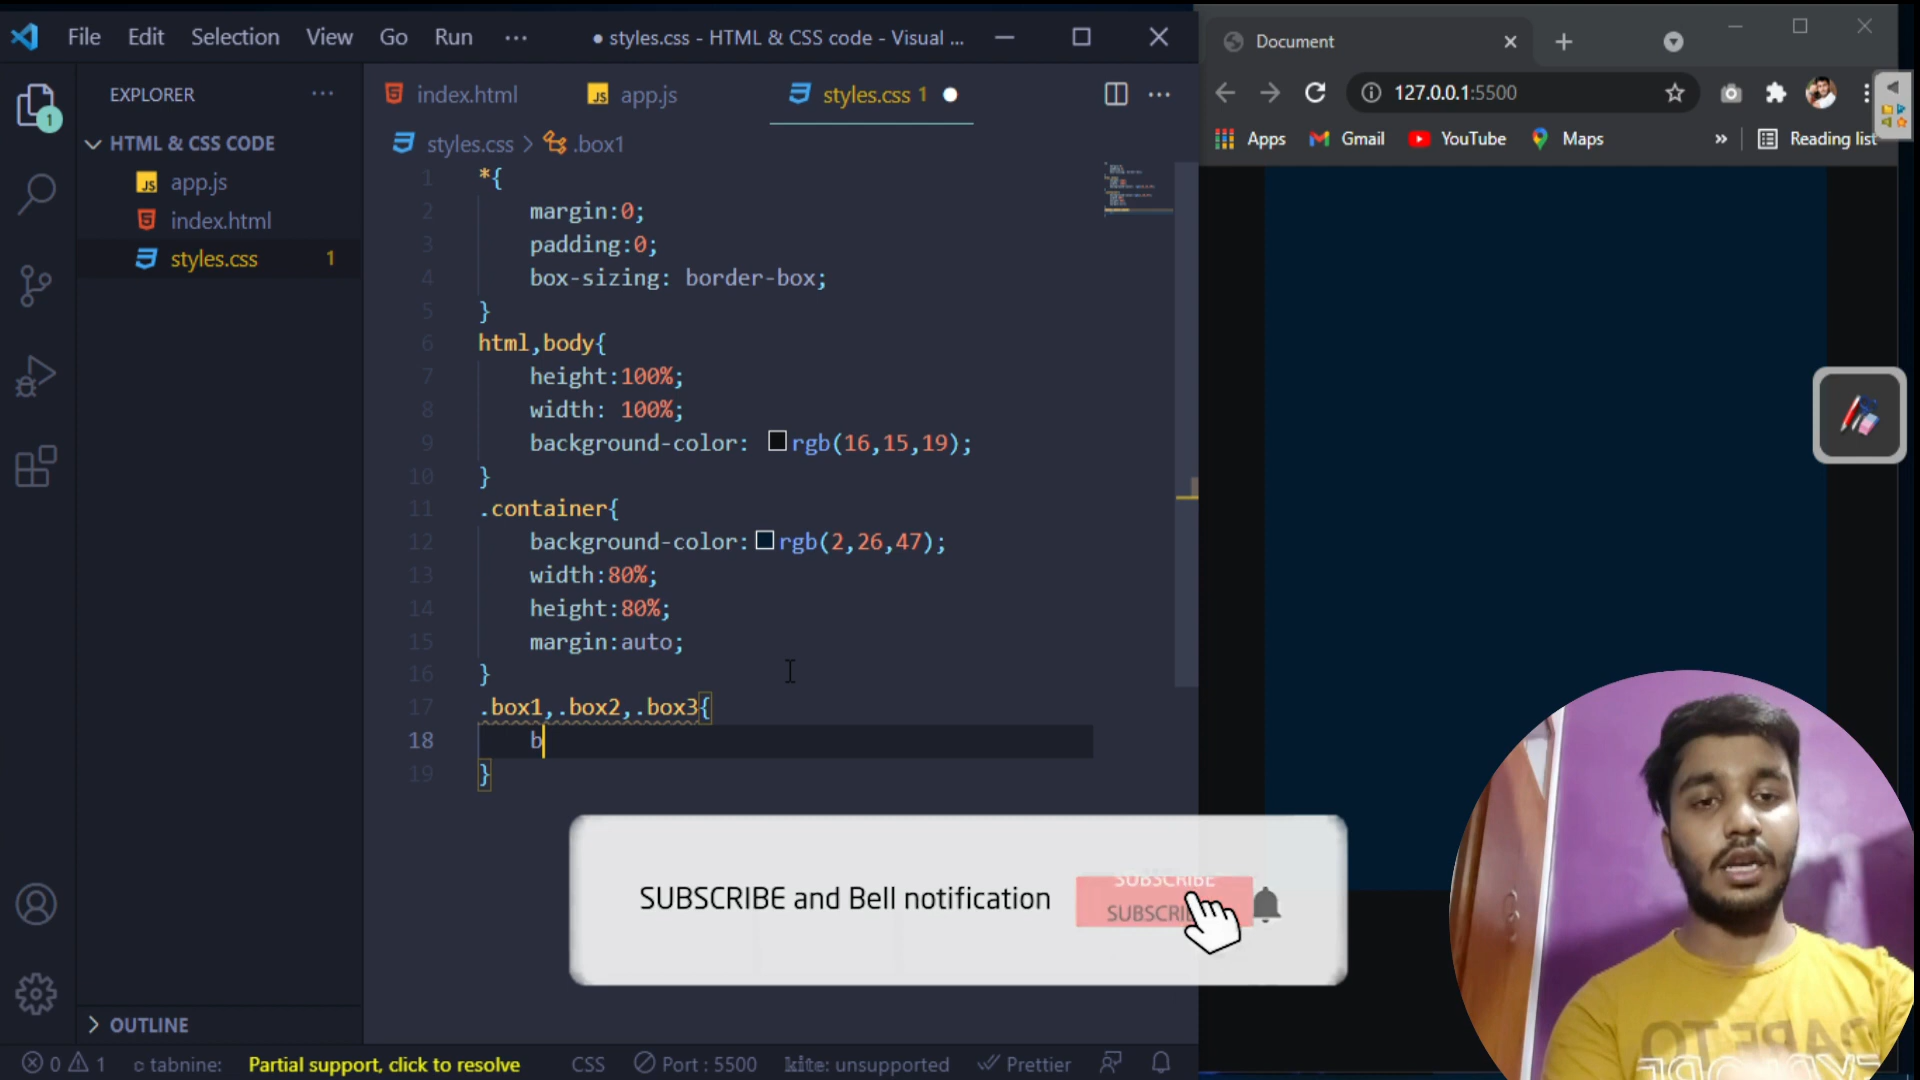 File Edit Selection View Go Run ···
● styles.css - HTML & CSS code - Visual ...
EXPLORER ···
HTML & CSS CODE
JS app.js
index.html
styles.css 1
1
OUTLINE
index.html
JS app.js
styles.css 1
styles.css > .box1
1 *{
2 margin:0;
3 padding:0;
4 box-sizing: border-box;
5 }
6 html,body{
7 height:100%;
8 width: 100%;
9 background-color: rgb(16,15,19);
10 }
11 .container{
12 background-color:rgb(2,26,47);
13 width:80%;
14 height:80%;
15 margin:auto;
16 }
17 .box1,.box2,.box3{
18 b
19 }
0 1 tabnine: Partial support, click to resolve CSS Port : 5500 kite: unsupported Prettier
Document
127.0.0.1:5500
Apps Gmail YouTube Maps » Reading list
SUBSCRIBE and Bell notification
SUBSCRIBE